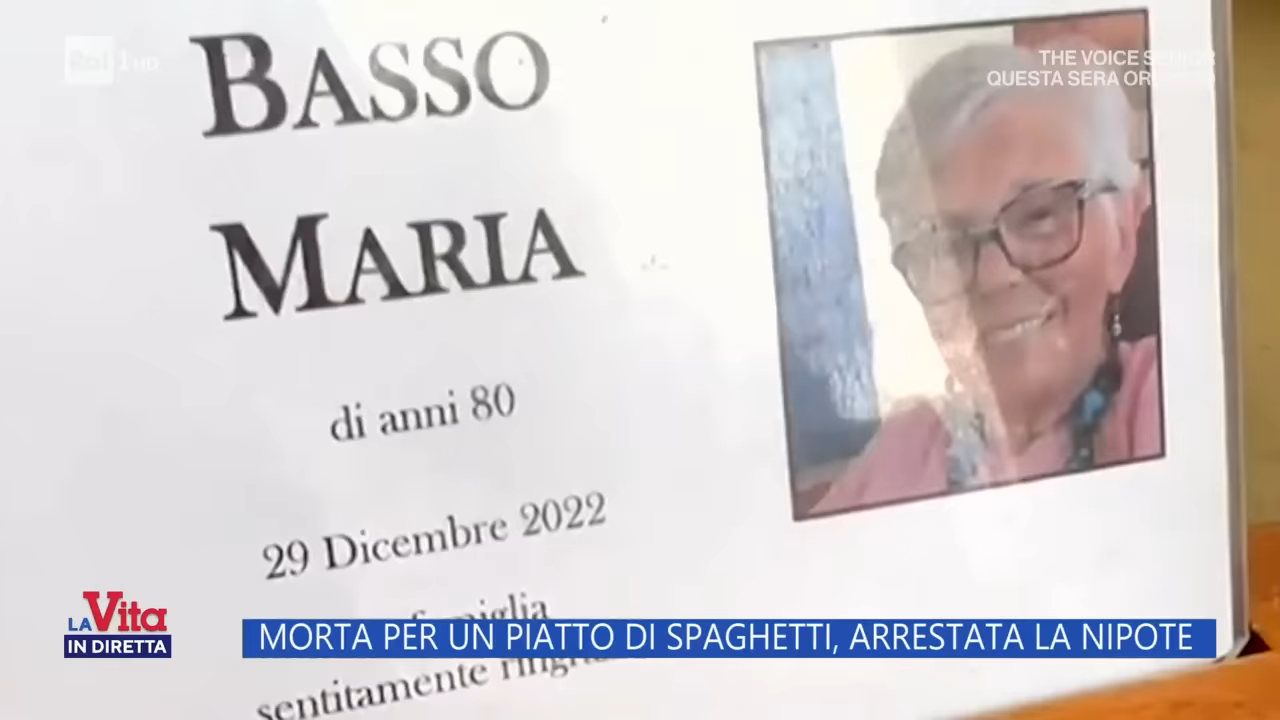 Rai 1 HD
THE VOICE SENIOR
QUESTA SERA
BASSO
MARIA
di anni 80
29 Dicembre 2022
famiglia
sentitamente
LA Vita
IN DIRETTA
MORTA PER UN PIATTO DI SPAGHETTI, ARRESTATA LA NIPOTE